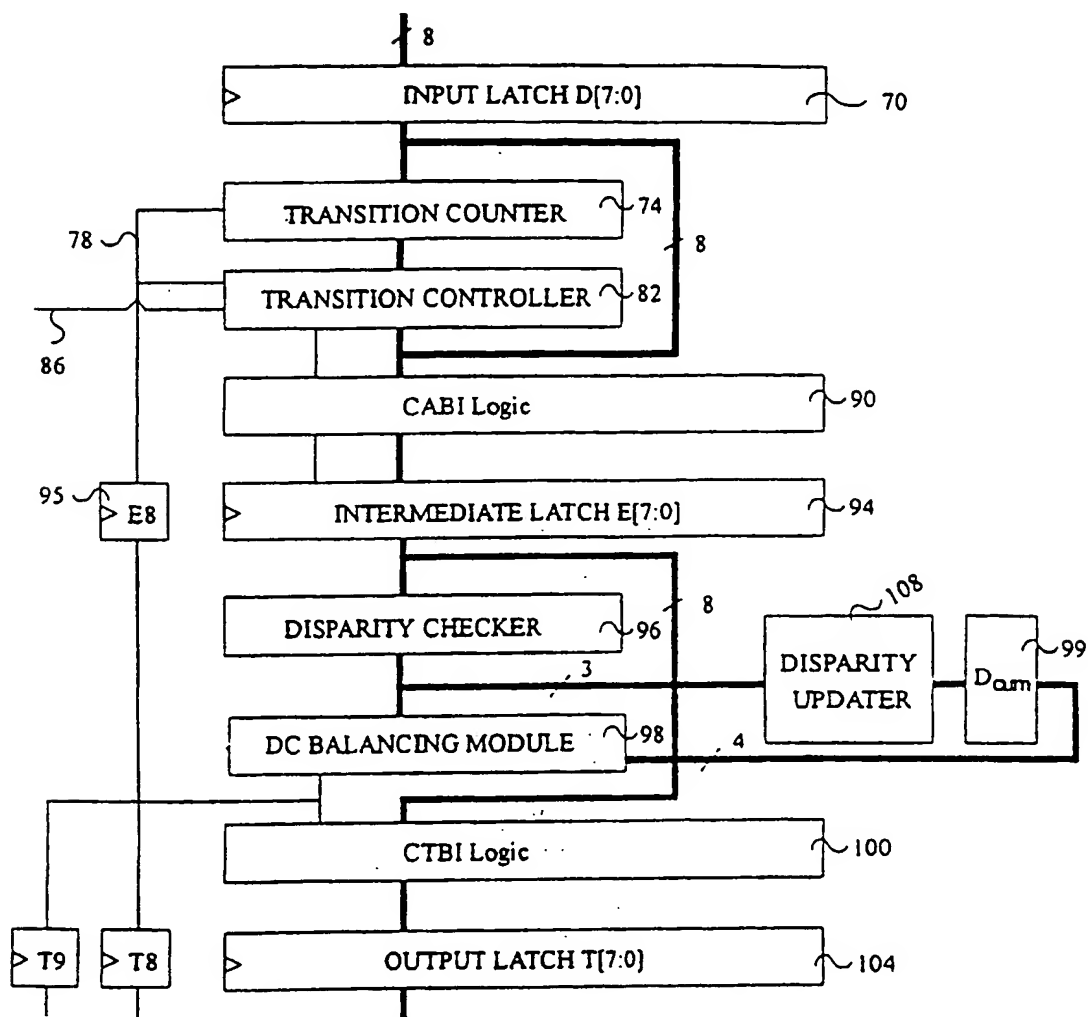 8
INPUT LATCH D[7:0]
70
TRANSITION COUNTER
74
78
8
TRANSITION CONTROLLER
82
86
CABI Logic
90
95
E8
INTERMEDIATE LATCH E[7:0]
94
8
108
DISPARITY CHECKER
96
DISPARITY
UPDATER
99
Dcum
3
DC BALANCING MODULE
98
4
CTBI Logic
100
T9
T8
OUTPUT LATCH T[7:0]
104